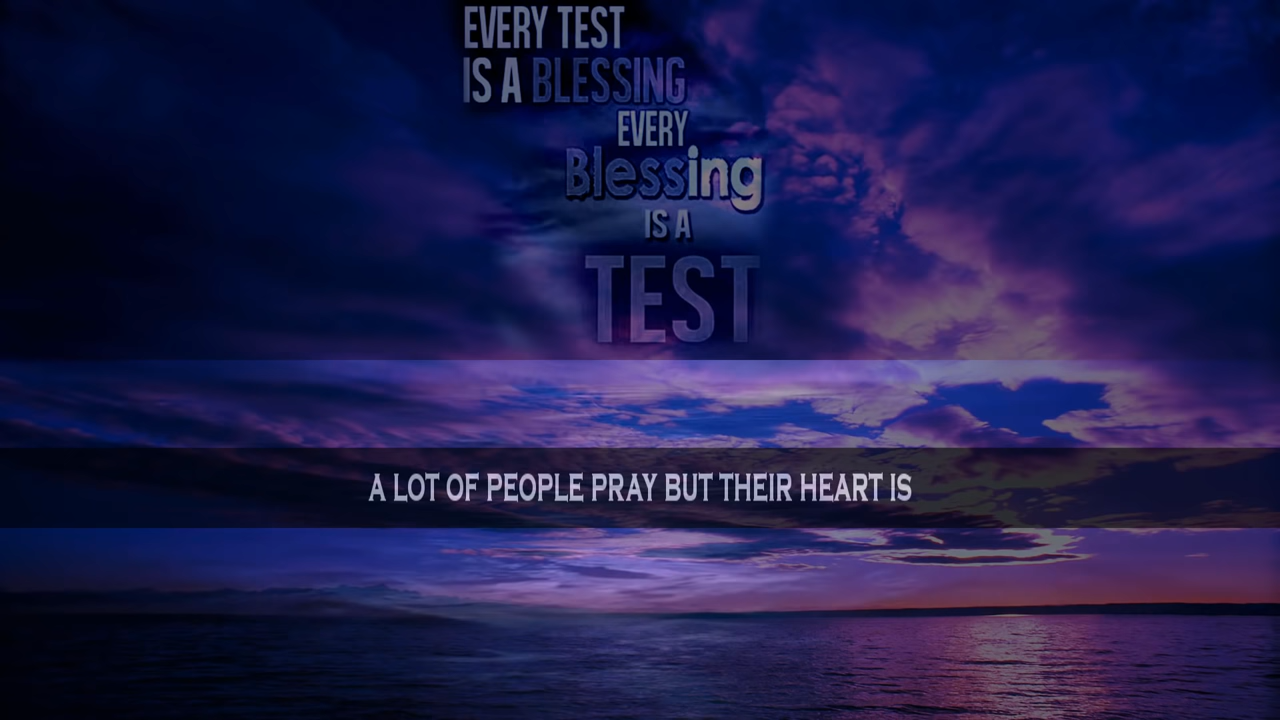 EVERY TEST
IS A BLESSING
EVERY
Blessing
IS A
TEST
A LOT OF PEOPLE PRAY BUT THEIR HEART IS